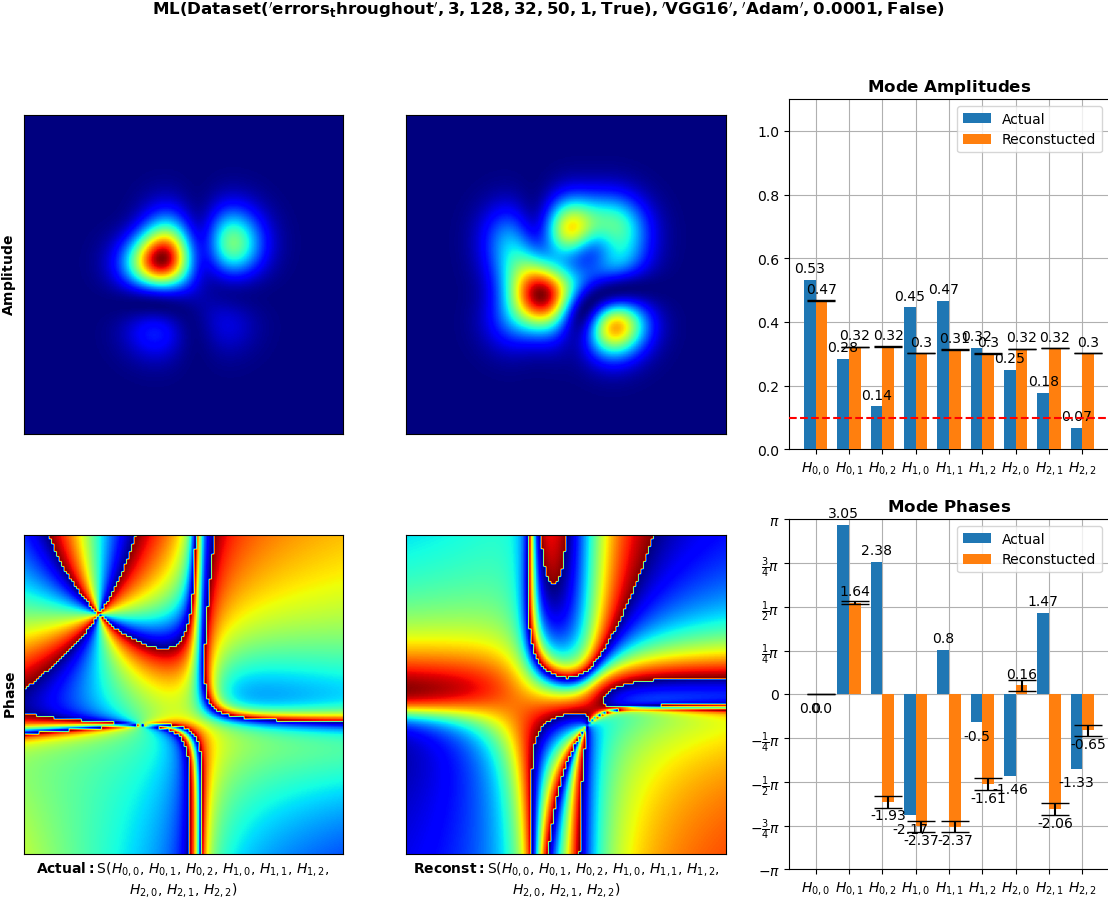 ML(Dataset('errors_throughout', 3, 128, 32, 50, 1, True), 'VGG16', 'Adam', 0.0001, False)
Amplitude
Mode Amplitudes
Actual
Reconstucted
1.0
0.8
0.6
0.4
0.2
0.0
0.53 0.47 0.28 0.32 0.14 0.32 0.45 0.3 0.47 0.31 0.32 0.3 0.25 0.32 0.18 0.32 0.07 0.3
H0,0 H0,1 H0,2 H1,0 H1,1 H1,2 H2,0 H2,1 H2,2
Phase
Actual:S(H0,0, H0,1, H0,2, H1,0, H1,1, H1,2,
H2,0, H2,1, H2,2)
Reconst:S(H0,0, H0,1, H0,2, H1,0, H1,1, H1,2,
H2,0, H2,1, H2,2)
Mode Phases
Actual
Reconstucted
π
3/4π
1/2π
1/4π
0
−1/4π
−1/2π
−3/4π
−π
0.0 0.0 3.05 1.64 2.38 -1.93 -2.17 -2.37 0.8 -2.37 -0.5 -1.61 -1.46 0.16 1.47 -2.06 -1.33 -0.65
H0,0 H0,1 H0,2 H1,0 H1,1 H1,2 H2,0 H2,1 H2,2